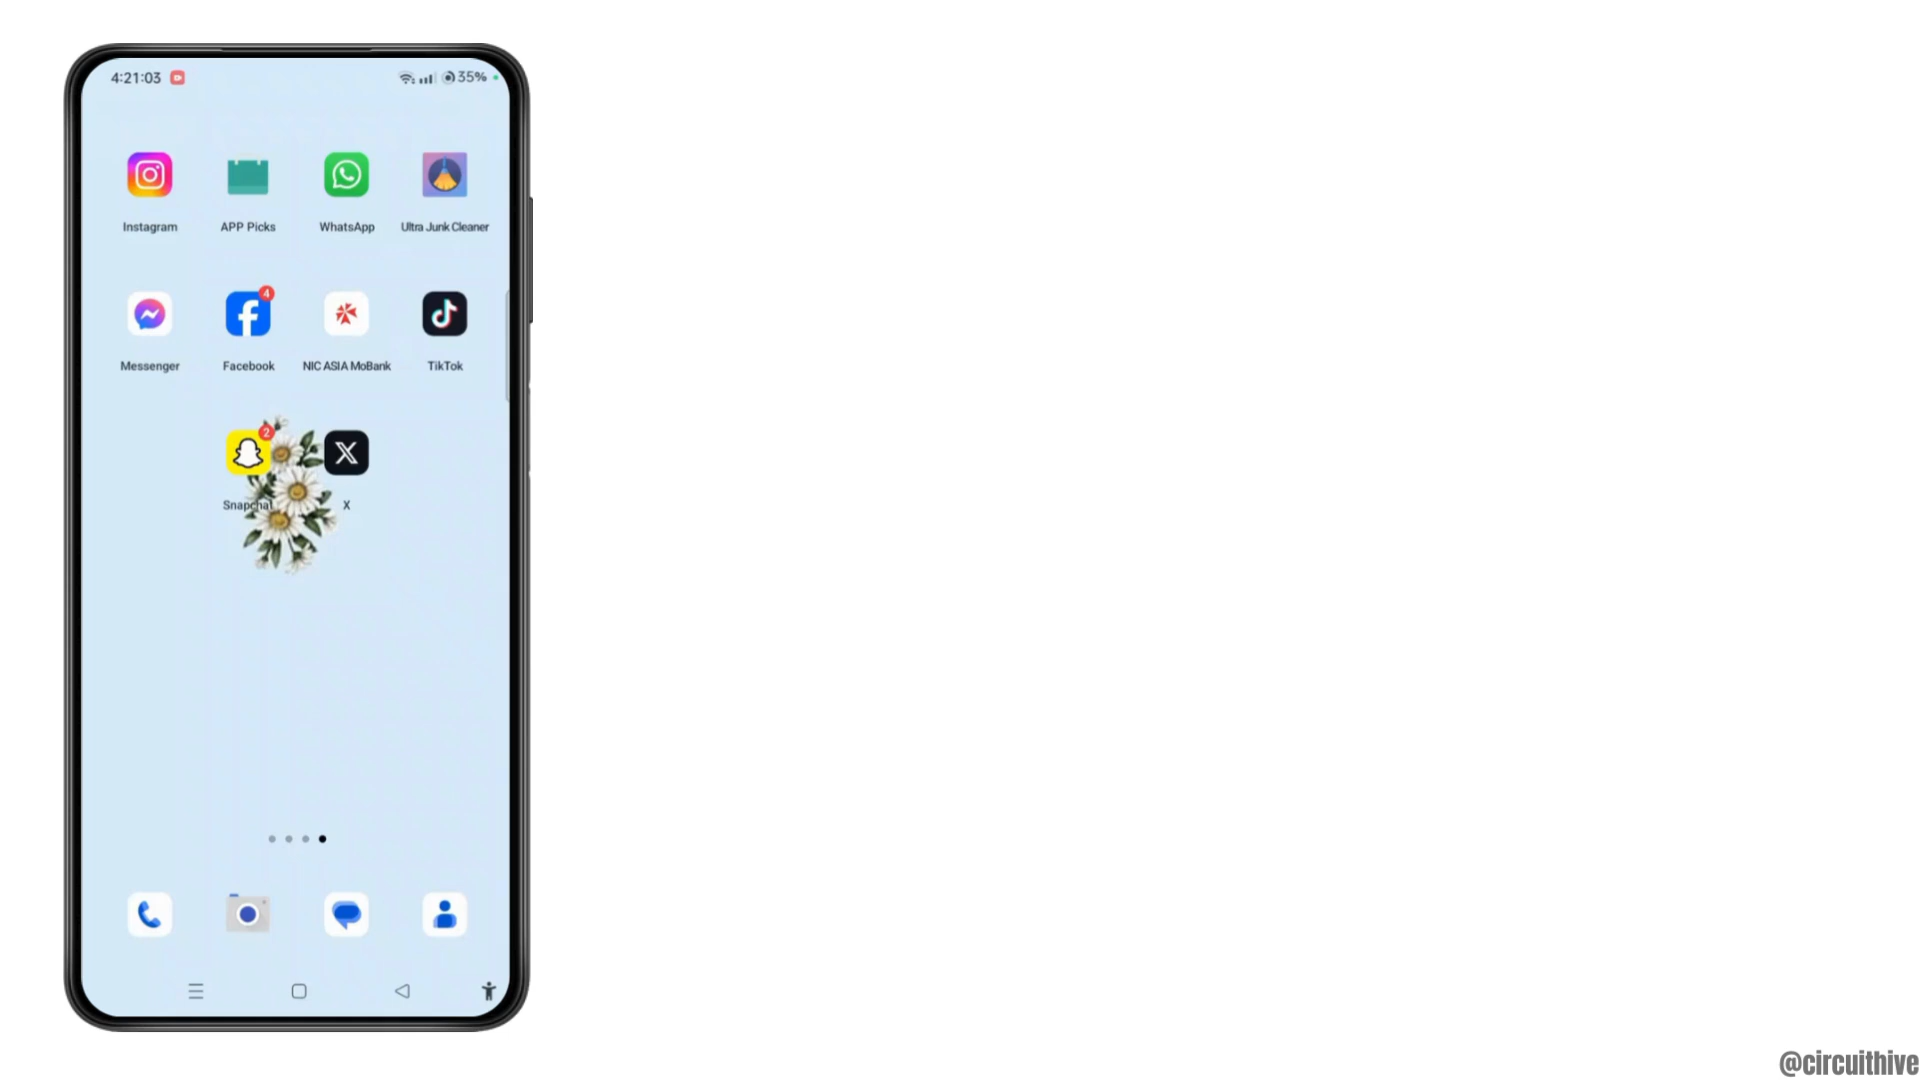 4:21:03 35%
Instagram APP Picks WhatsApp Ultra Junk Cleaner
4
Messenger Facebook NIC ASIA MoBank TikTok
2
Snapchat X
@circuithive